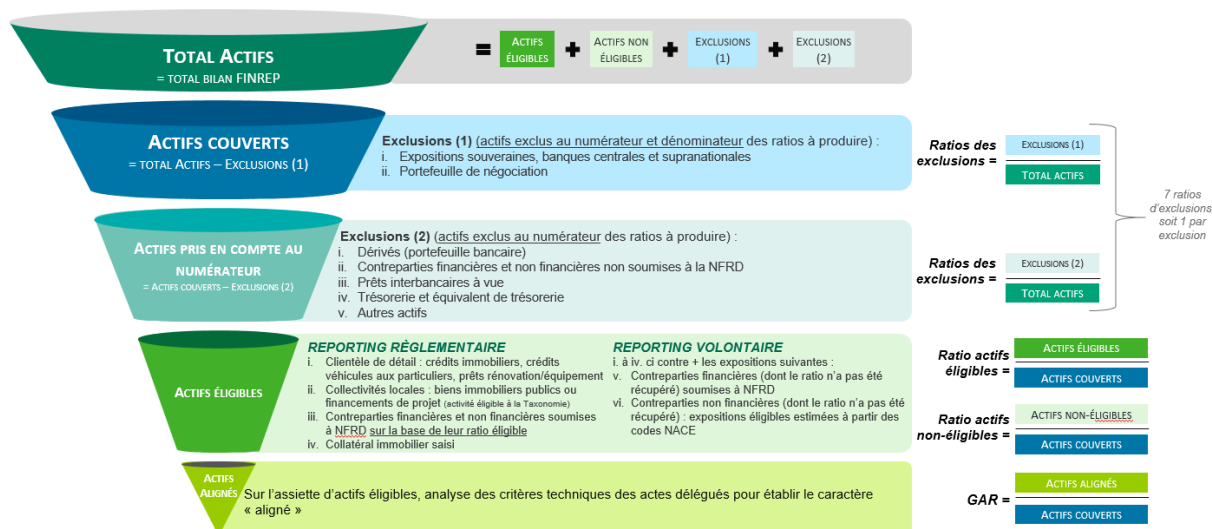 TOTAL ACTIFS
= TOTAL BILAN FINREP
= ACTIFS ÉLIGIBLES + ACTIFS NON ÉLIGIBLES + EXCLUSIONS (1) + EXCLUSIONS (2)
ACTIFS COUVERTS
= TOTAL ACTIFS – EXCLUSIONS (1)
Exclusions (1) (actifs exclus au numérateur et dénominateur des ratios à produire) :
i. Expositions souveraines, banques centrales et supranationales
ii. Portefeuille de négociation
Ratios des
exclusions =
EXCLUSIONS (1)
TOTAL ACTIFS
7 ratios
d'exclusions
soit 1 par
exclusion
ACTIFS PRIS EN COMPTE AU
NUMÉRATEUR
= ACTIFS COUVERTS – EXCLUSIONS (2)
Exclusions (2) (actifs exclus au numérateur des ratios à produire) :
i. Dérivés (portefeuille bancaire)
ii. Contreparties financières et non financières non soumises à la NFRD
iii. Prêts interbancaires à vue
iv. Trésorerie et équivalent de trésorerie
v. Autres actifs
Ratios des
exclusions =
EXCLUSIONS (2)
TOTAL ACTIFS
ACTIFS ÉLIGIBLES
REPORTING RÈGLEMENTAIRE
i. Clientèle de détail : crédits immobiliers, crédits
véhicules aux particuliers, prêts rénovation/équipement
ii. Collectivités locales : biens immobiliers publics ou
financements de projet (activité éligible à la Taxonomie)
iii. Contreparties financières et non financières soumises
à NFRD sur la base de leur ratio éligible
iv. Collatéral immobilier saisi
REPORTING VOLONTAIRE
i. à iv. ci contre + les expositions suivantes :
v. Contreparties financières (dont le ratio n'a pas été
récupéré) soumises à NFRD
vi. Contreparties non financières (dont le ratio n'a pas été
récupéré) : expositions éligibles estimées à partir des
codes NACE
Ratio actifs
éligibles =
ACTIFS ÉLIGIBLES
ACTIFS COUVERTS
Ratio actifs
non-éligibles =
ACTIFS NON-ÉLIGIBLES
ACTIFS COUVERTS
ACTIFS
ALIGNÉS
Sur l'assiette d'actifs éligibles, analyse des critères techniques des actes délégués pour établir le caractère
« aligné »
GAR =
ACTIFS ALIGNÉS
ACTIFS COUVERTS